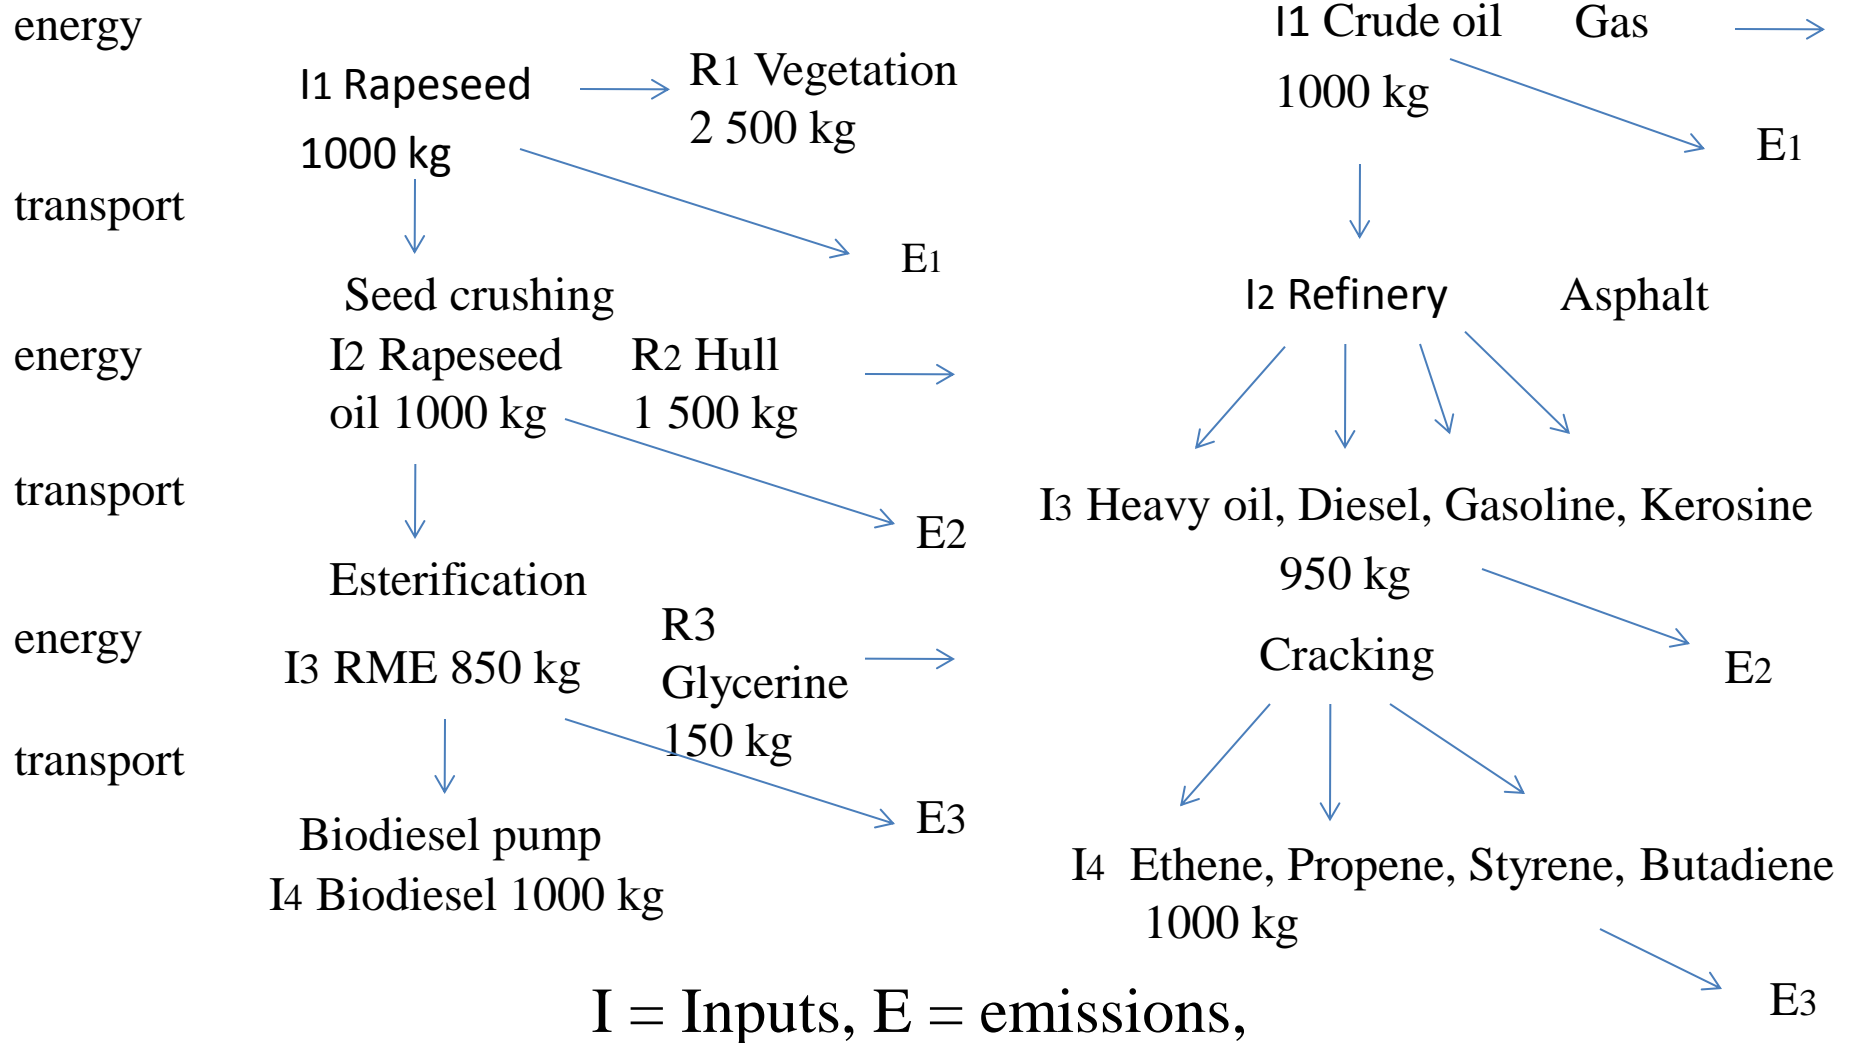 energy
I1 Rapeseed
1000 kg
R1 Vegetation
2 500 kg
transport
E1
Seed crushing
energy
I2 Rapeseed
oil 1000 kg
R2 Hull
1 500 kg
transport
E2
Esterification
energy
I3 RME 850 kg
R3
Glycerine
150 kg
transport
E3
Biodiesel pump
I4 Biodiesel 1000 kg
I1 Crude oil
Gas
1000 kg
E1
I2 Refinery
Asphalt
I3 Heavy oil, Diesel, Gasoline, Kerosine
950 kg
Cracking
E2
I4 Ethene, Propene, Styrene, Butadiene
1000 kg
E3
I = Inputs, E = emissions,